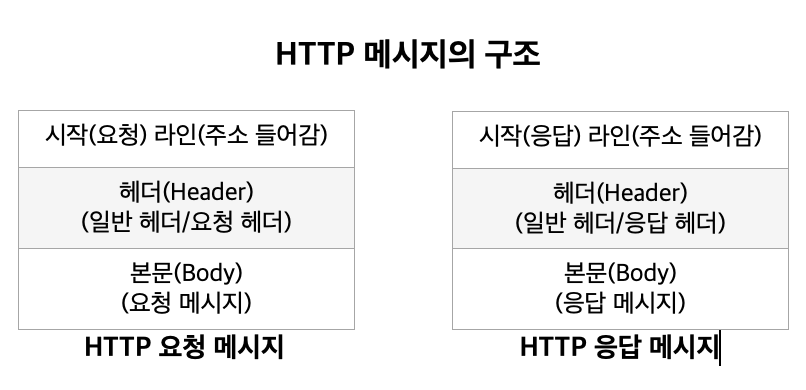 HTTP 메시지의 구조
시작(요청) 라인(주소 들어감)
헤더(Header)
(일반 헤더/요청 헤더)
본문(Body)
(요청 메시지)
HTTP 요청 메시지
시작(응답) 라인(주소 들어감)
헤더(Header)
(일반 헤더/응답 헤더)
본문(Body)
(응답 메시지)
HTTP 응답 메시지